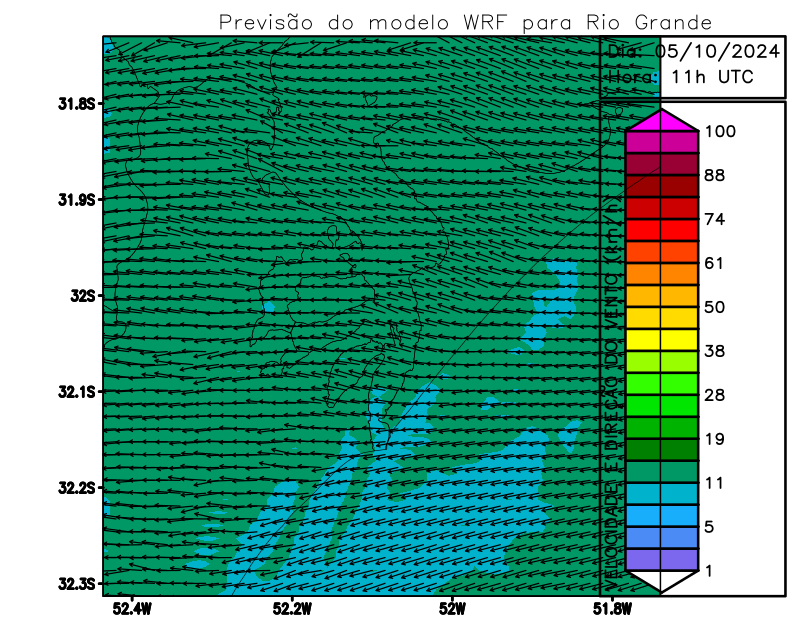 Previsão do modelo WRF para Rio Grande
Dia: 05/10/2024
Hora: 11h UTC
31.8S
31.9S
32S
32.1S
32.2S
32.3S
52.4W
52.2W
52W
51.8W
VELOCIDADE E DIREÇÃO DO VENTO (km/h)
100
88
74
61
50
38
28
19
11
5
1